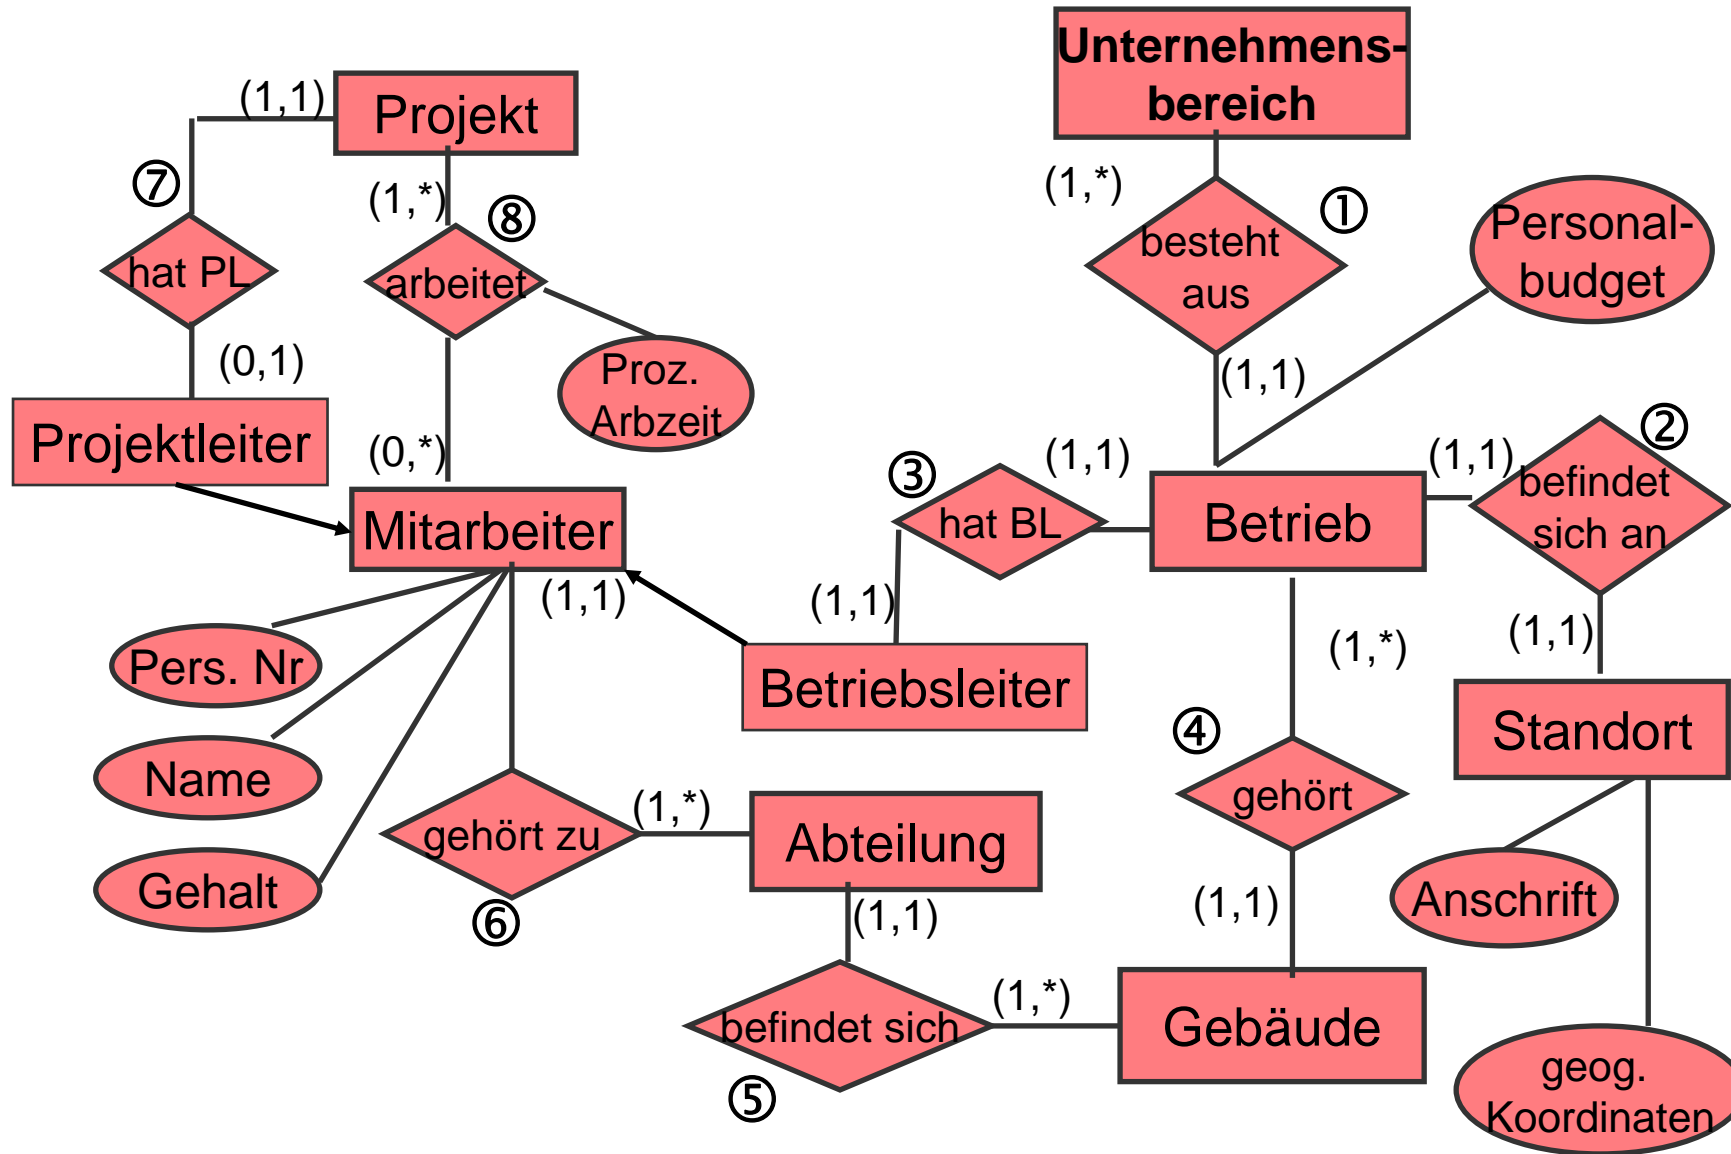 Unternehmens-
bereich
(1,1)
Projekt
⑦
(1,*)
⑧
(1,*)
①
Personal-
budget
hat PL
arbeitet
besteht
aus
(0,1)
Proz.
Arbzeit
(1,1)
Projektleiter
(0,*)
③
(1,1)
(1,1)
②
befindet
sich an
Mitarbeiter
hat BL
Betrieb
(1,1)
(1,1)
(1,*)
(1,1)
Pers. Nr
Betriebsleiter
Standort
④
Name
gehört zu
(1,*)
Abteilung
gehört
Gehalt
⑥
(1,1)
(1,1)
Anschrift
befindet sich
(1,*)
Gebäude
⑤
geog.
Koordinaten